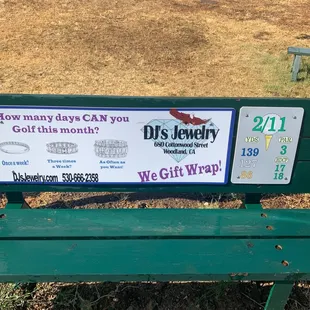 How many days CAN you
Golf this month?
Once a week?
Three times
a Week?
As Often as
you Want?
DJ's Jewelry.com 530-666-2358
DJ's Jewelry
680 Cottonwood Street
Woodland, CA
We Gift Wrap!
2/11
YDS
139
3
17
18